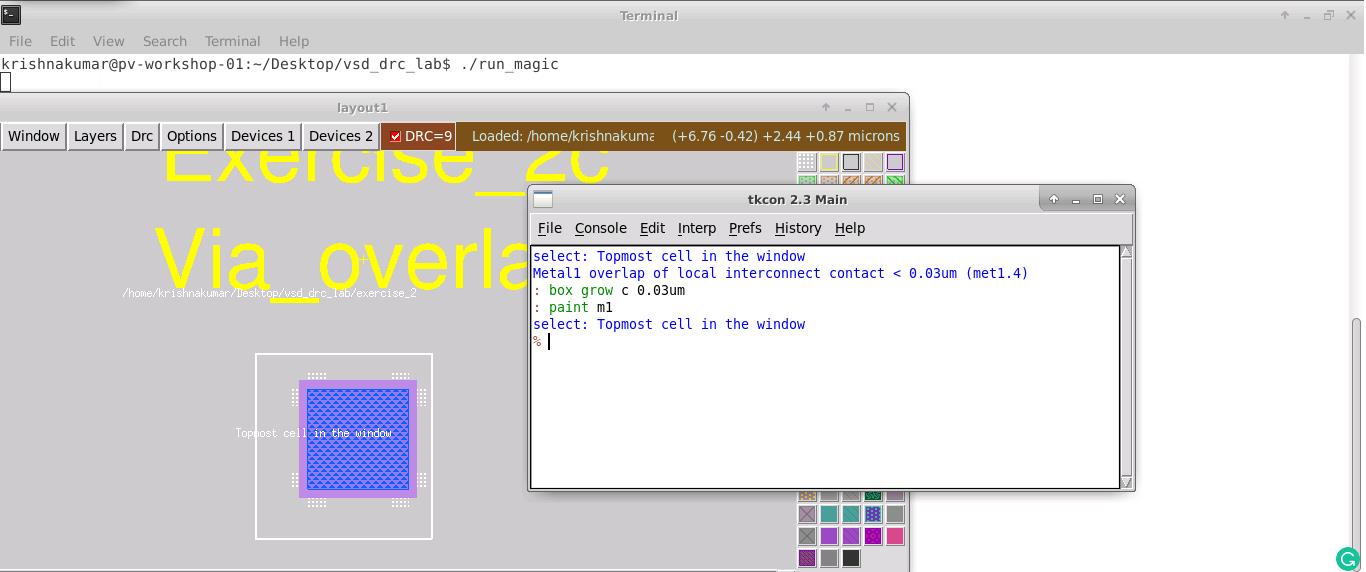 Terminal
File Edit View Search Terminal Help
krishnakumar@pv-workshop-01:~/Desktop/vsd_drc_lab$ ./run_magic
layout1
Window Layers Drc Options Devices 1 Devices 2 DRC=9 Loaded: /home/krishnakuma (+6.76 -0.42) +2.44 +0.87 microns
Exercise_2c
Via_overla
/home/krishnakumar/Desktop/vsd_drc_lab/exercise_2
Topmost cell in the window
tkcon 2.3 Main
File Console Edit Interp Prefs History Help
select: Topmost cell in the window
Metal1 overlap of local interconnect contact < 0.03um (met1.4)
: box grow c 0.03um
: paint m1
select: Topmost cell in the window
%